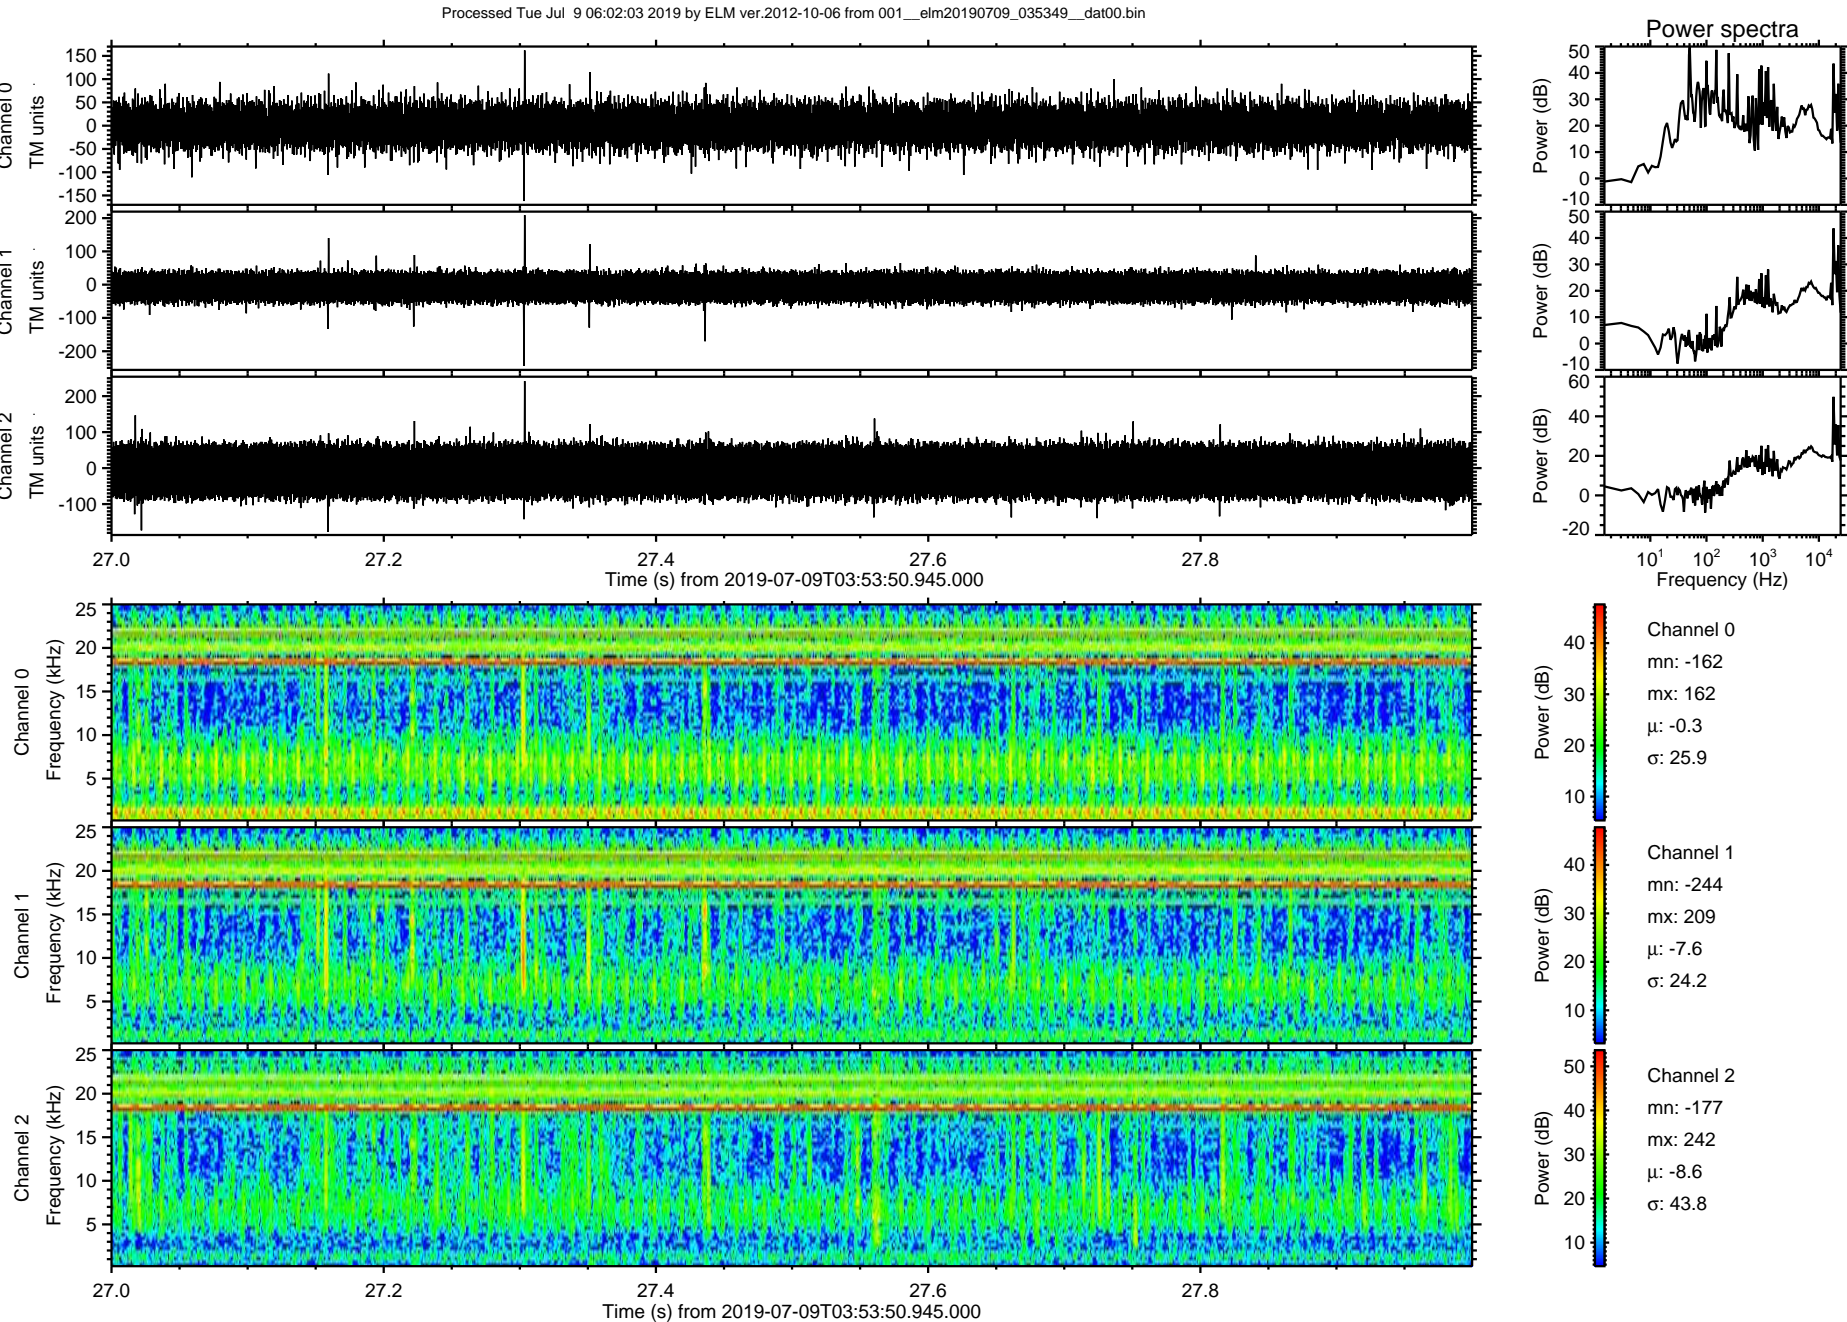 Processed Tue Jul  9 06:02:03 2019 by ELM ver.2012-10-06 from 001__elm20190709_035349__dat00.bin
Power spectra
Channel 0
TM units
150
100
50
0
-50
-100
-150
Power (dB)
50
40
30
20
10
0
-10
Channel 1
TM units
200
100
0
-100
-200
Power (dB)
50
40
30
20
10
0
-10
Channel 2
TM units
200
100
0
-100
Power (dB)
60
40
20
0
-20
27.0 27.2 27.4 27.6 27.8
Time (s) from 2019-07-09T03:53:50.945.000
10¹ 10² 10³ 10⁴
Frequency (Hz)
Channel 0
Frequency (kHz)
25
20
15
10
5
Power (dB)
40
30
20
10
Channel 0
mn: -162
mx: 162
μ: -0.3
σ: 25.9
Channel 1
Frequency (kHz)
25
20
15
10
5
Power (dB)
40
30
20
10
Channel 1
mn: -244
mx: 209
μ: -7.6
σ: 24.2
Channel 2
Frequency (kHz)
25
20
15
10
5
Power (dB)
50
40
30
20
10
Channel 2
mn: -177
mx: 242
μ: -8.6
σ: 43.8
27.0 27.2 27.4 27.6 27.8
Time (s) from 2019-07-09T03:53:50.945.000